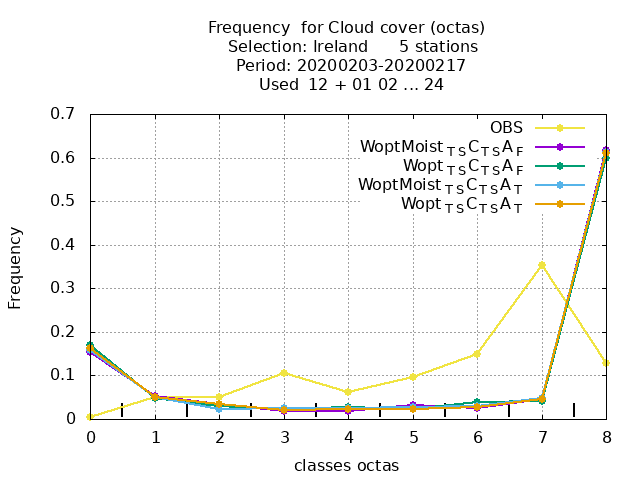 Frequency for Cloud cover (octas)
Selection: Ireland 5 stations
Period: 20200203-20200217
Used 12 + 01 02 ... 24
0.7
0.6
0.5
0.4
0.3
0.2
0.1
0
Frequency
OBS
WoptMoist TS C TS A F
Wopt TS C TS A F
WoptMoist TS C TS A T
Wopt TS C TS A T
0 1 2 3 4 5 6 7 8
classes octas